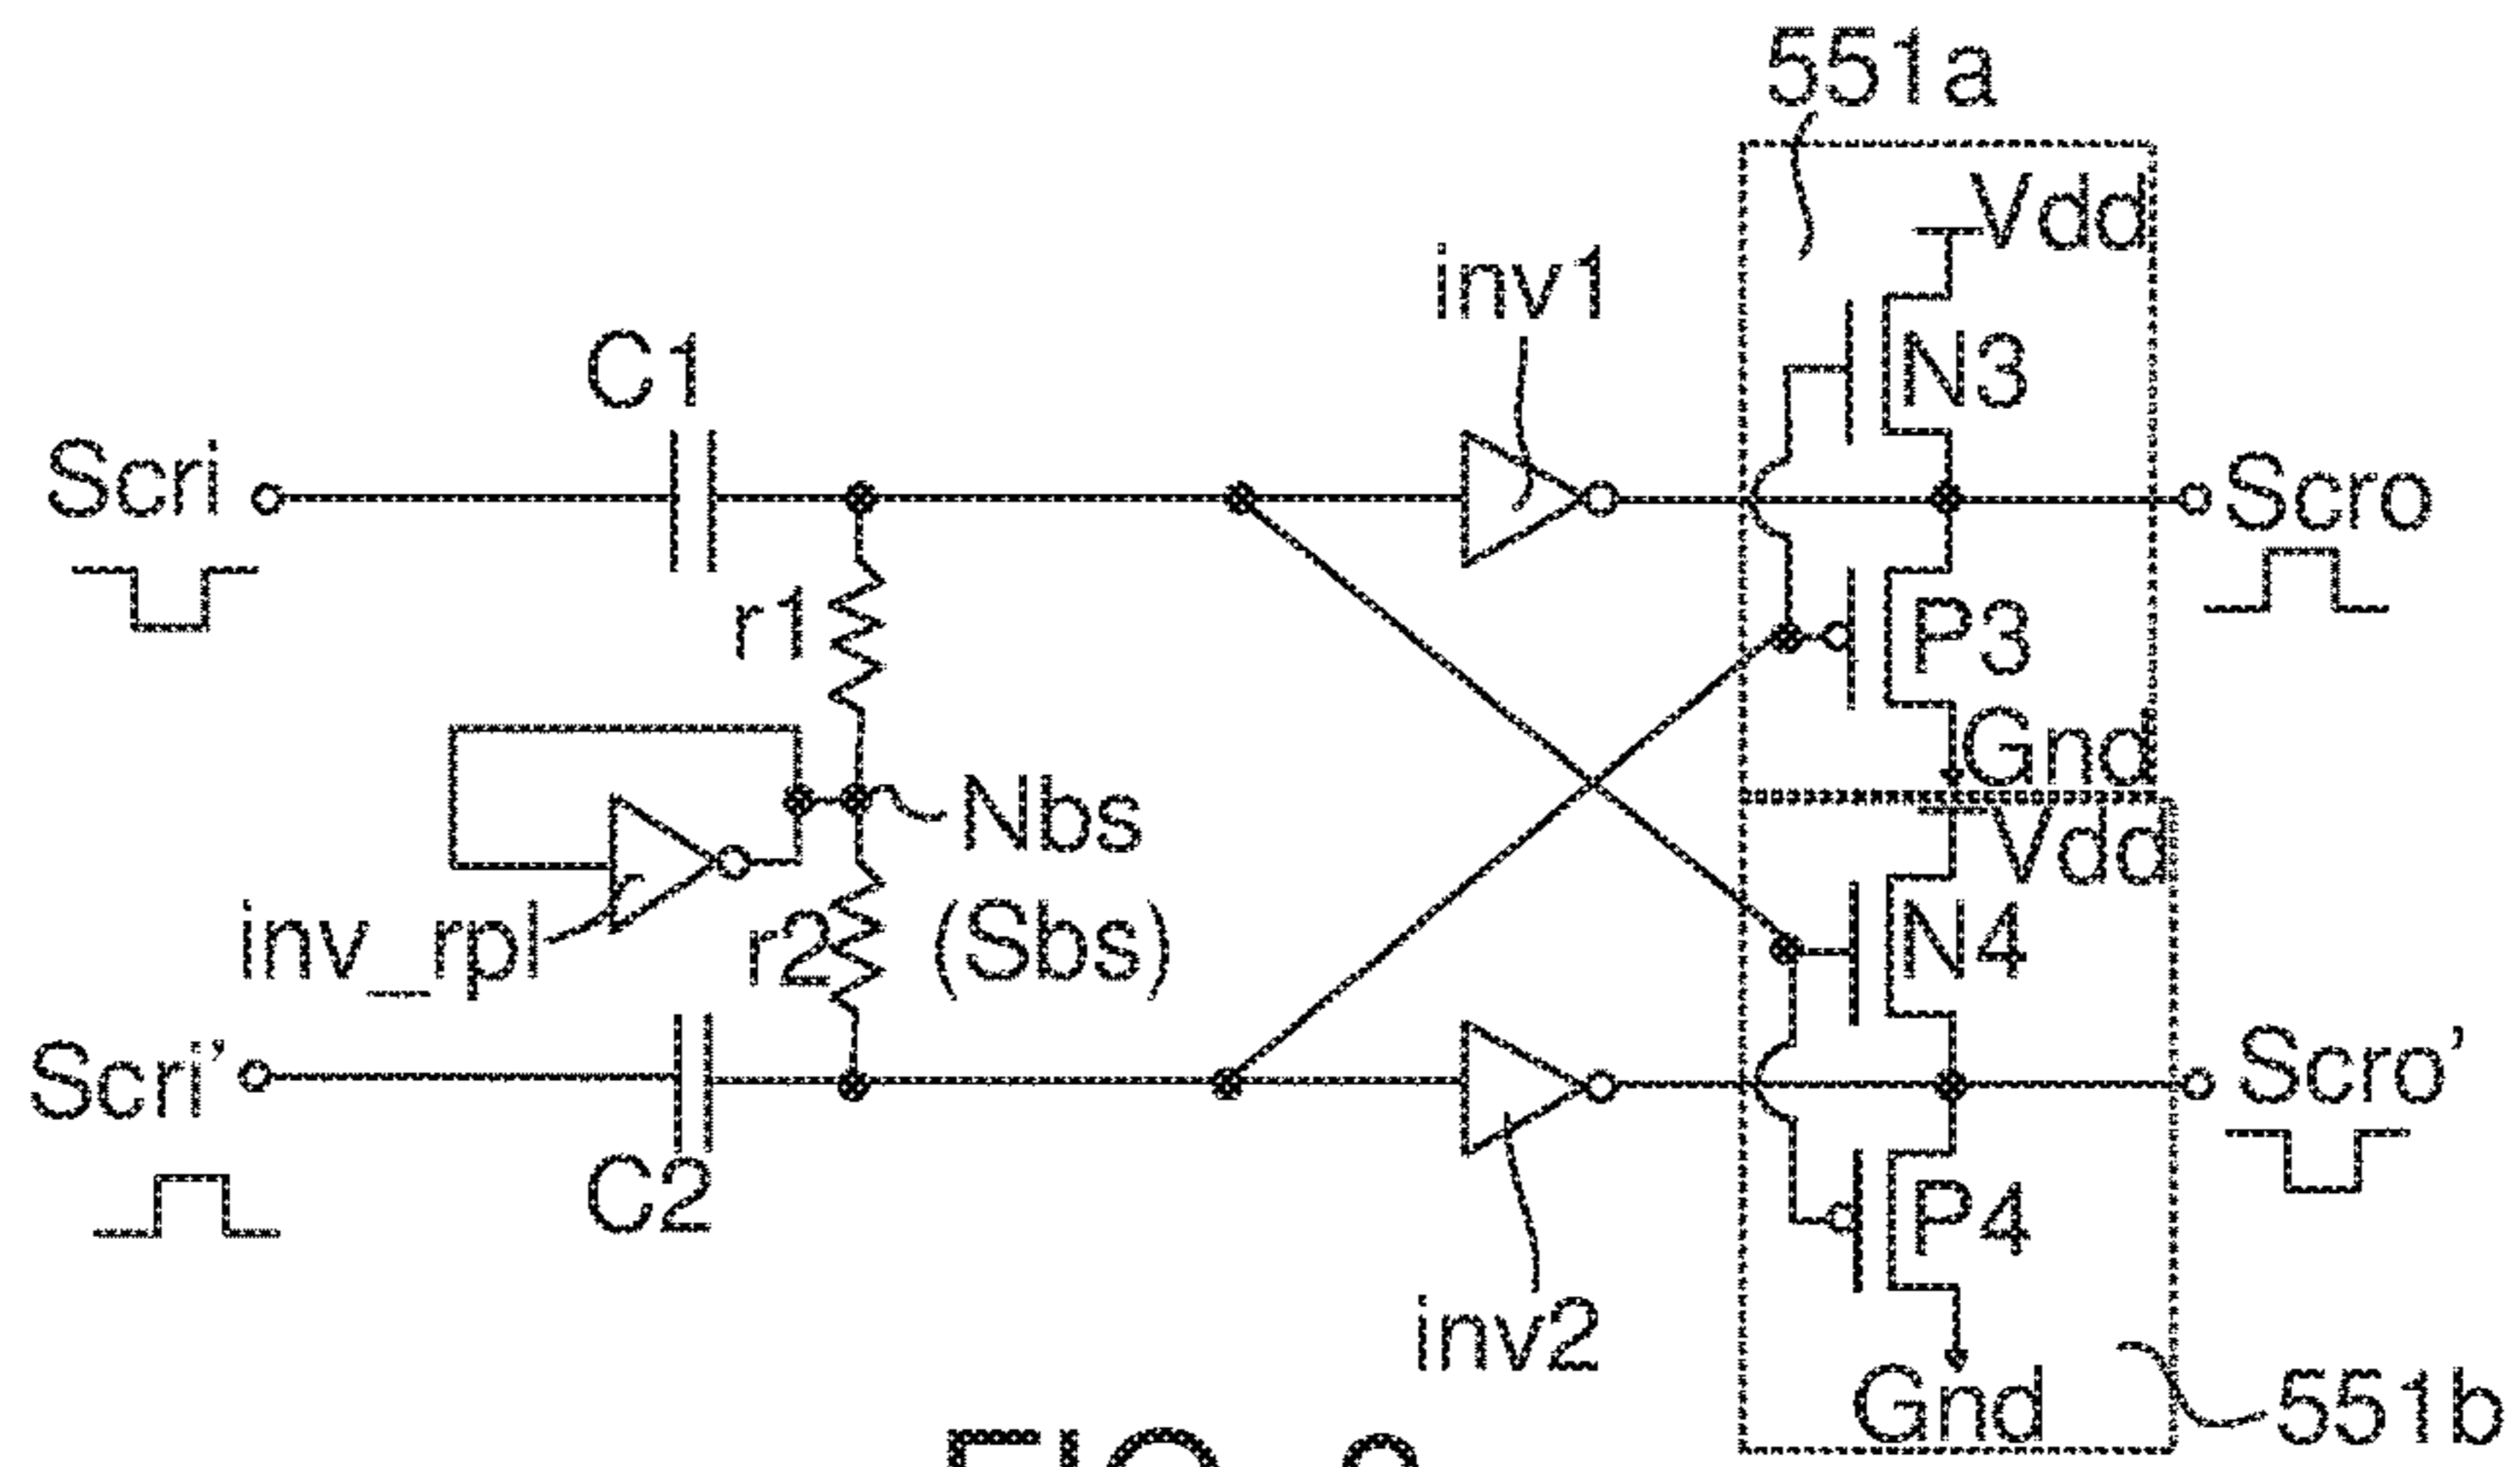 551a
Vdd
inv1
C1
N3
Scri
Scro
r1
P3
Gnd
Nbs
Vdd
inv_rpl
r2
(Sbs)
N4
Scri'
Scro'
C2
P4
inv2
Gnd
551b